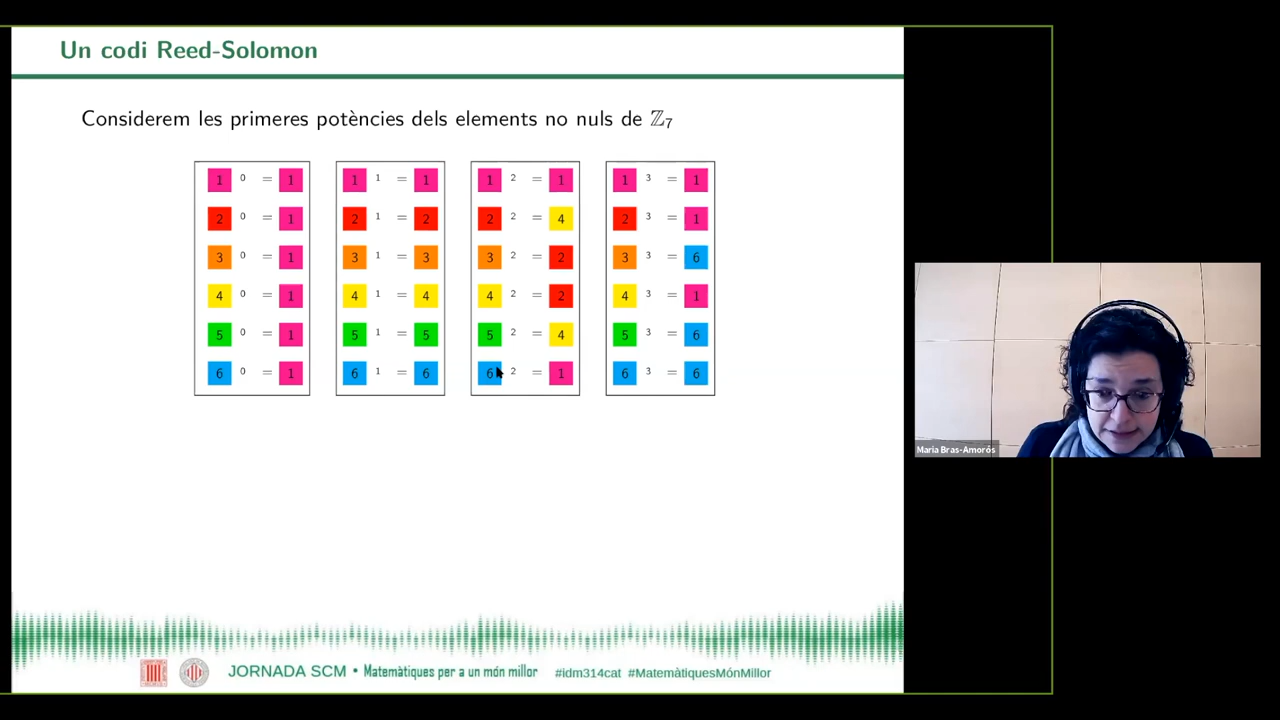 Un codi Reed-Solomon
Considerem les primeres potències dels elements no nuls de ℤ₇
1 ⁰ = 1 1 ¹ = 1 1 ² = 1 1 ³ = 1
2 ⁰ = 1 2 ¹ = 2 2 ² = 4 2 ³ = 1
3 ⁰ = 1 3 ¹ = 3 3 ² = 2 3 ³ = 6
4 ⁰ = 1 4 ¹ = 4 4 ² = 2 4 ³ = 1
5 ⁰ = 1 5 ¹ = 5 5 ² = 4 5 ³ = 6
6 ⁰ = 1 6 ¹ = 6 6 ² = 1 6 ³ = 6
Maria Bras-Amorós
JORNADA SCM • Matemàtiques per a un món millor #idm314cat #MatemàtiquesMónMillor